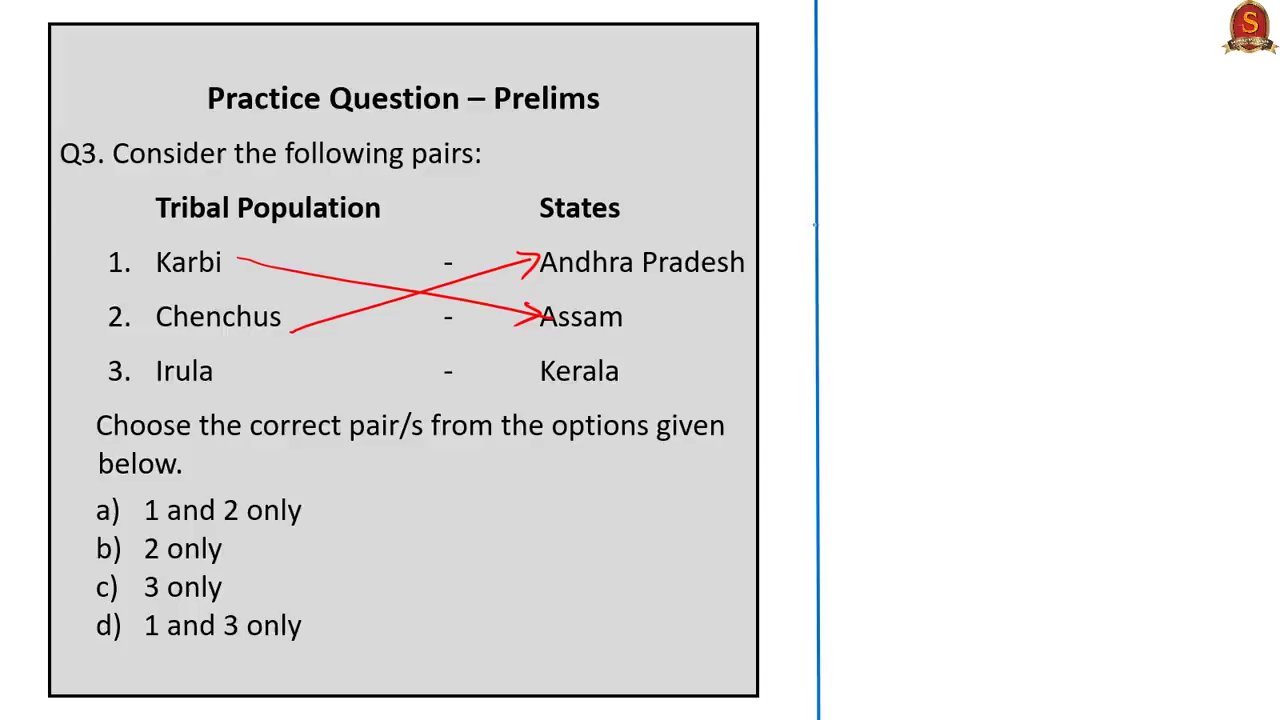 S
Practice Question – Prelims
Q3. Consider the following pairs:
Tribal Population States
1. Karbi - Andhra Pradesh
2. Chenchus - Assam
3. Irula - Kerala
Choose the correct pair/s from the options given
below.
a) 1 and 2 only
b) 2 only
c) 3 only
d) 1 and 3 only